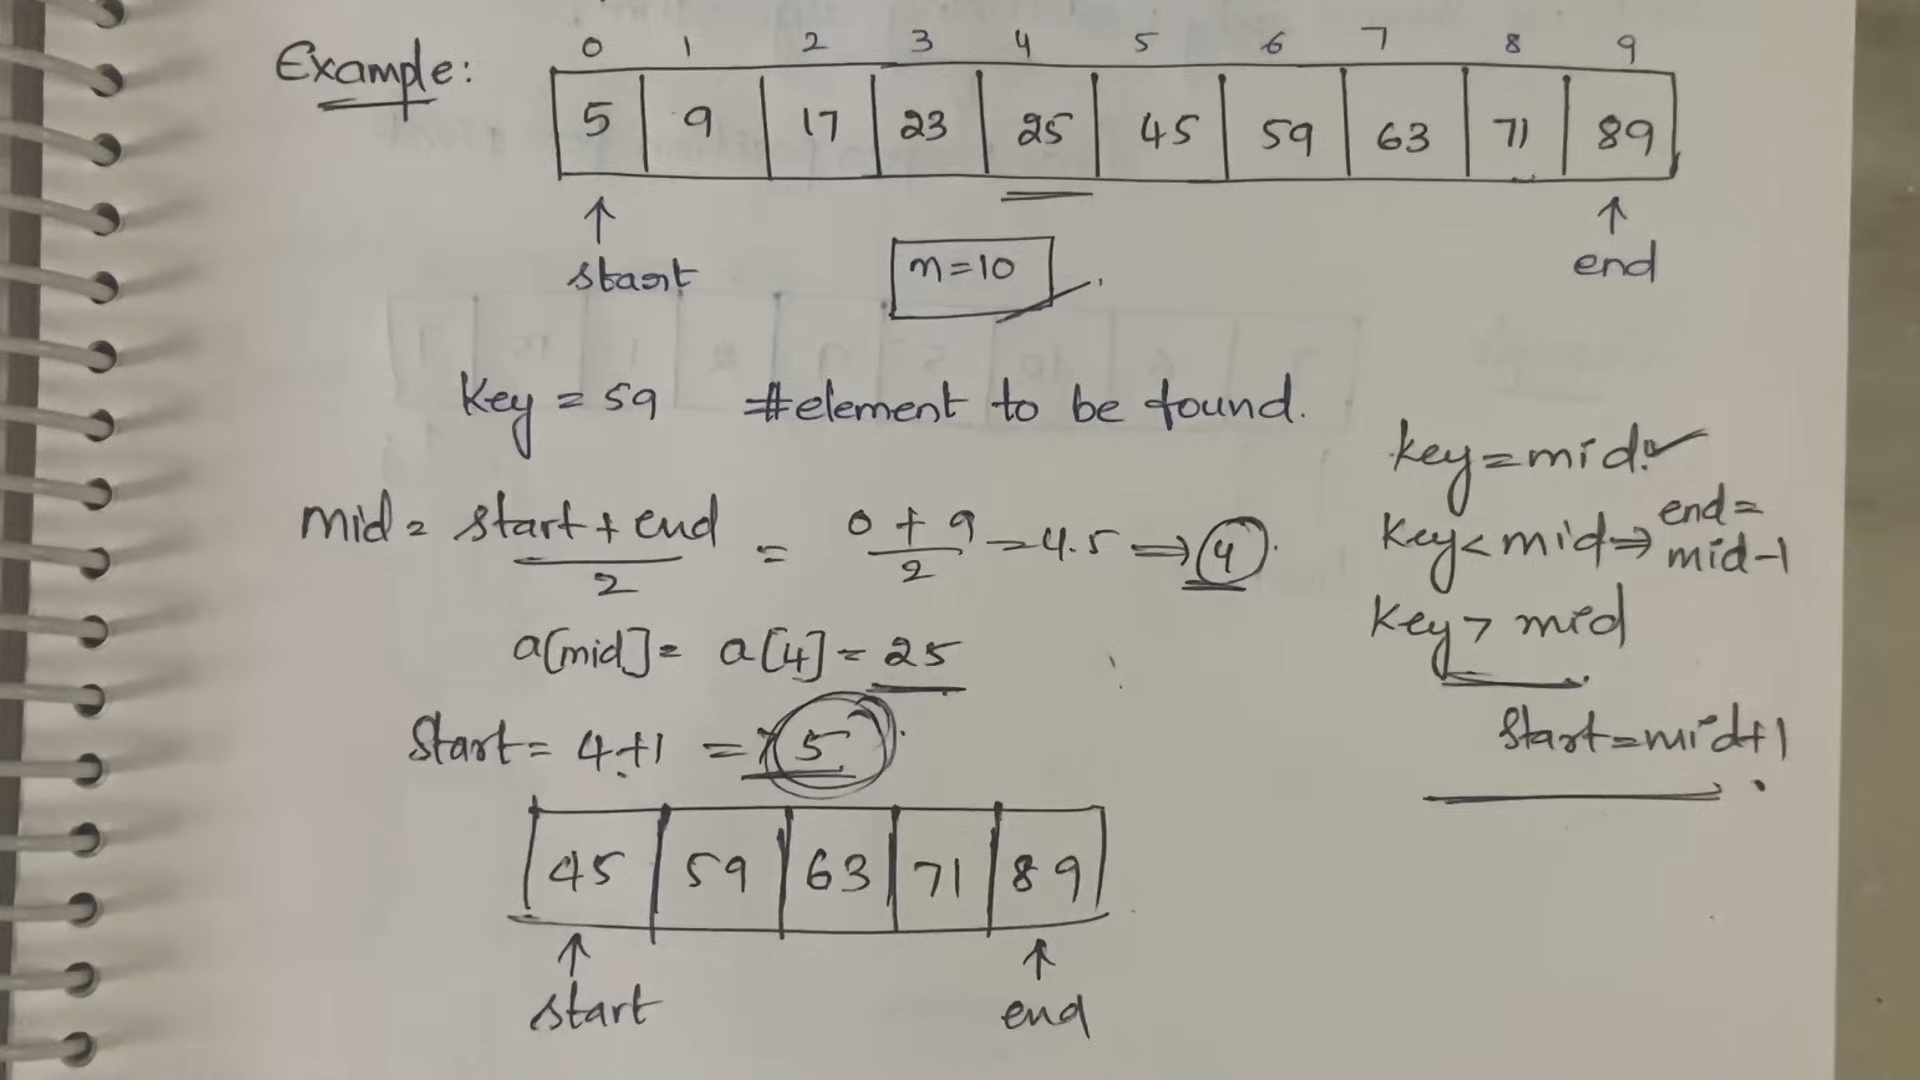 Example:
0 1 2 3 4 5 6 7 8 9
5 9 17 23 25 45 59 63 71 89
start
n=10
end
Key = 59 #element to be found.
mid = start + end / 2 = 0 + 9 / 2 = 4.5 ⇒ 4
a[mid] = a[4] = 25
Start = 4+1 = 5
key = mid ✓
Key < mid ⇒ end = mid-1
Key > mid
Start = mid+1
45 59 63 71 89
start end